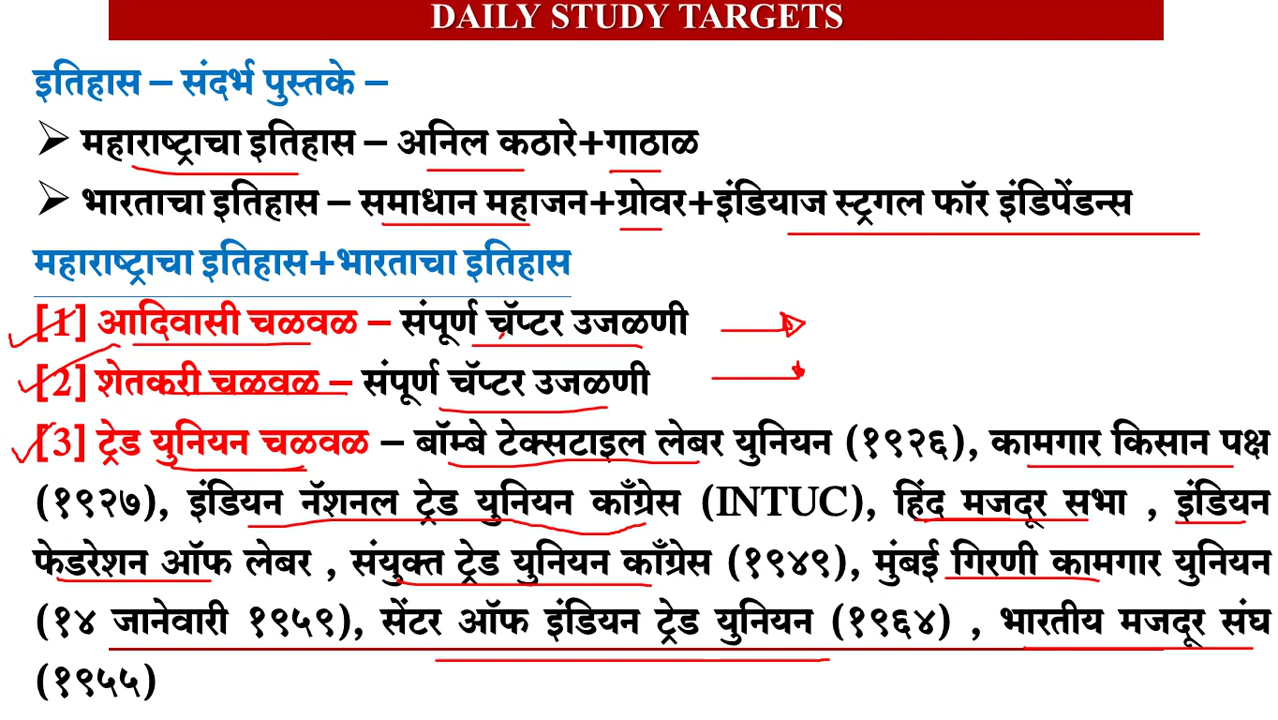 DAILY STUDY TARGETS
इतिहास – संदर्भ पुस्तके –
➢ महाराष्ट्राचा इतिहास – अनिल कठारे+गाठाळ
➢ भारताचा इतिहास – समाधान महाजन+ग्रोवर+इंडियाज स्ट्रगल फॉर इंडिपेंडन्स
महाराष्ट्राचा इतिहास+भारताचा इतिहास
[1] आदिवासी चळवळ – संपूर्ण चॅप्टर उजळणी
[2] शेतकरी चळवळ – संपूर्ण चॅप्टर उजळणी
[3] ट्रेड युनियन चळवळ – बॉम्बे टेक्सटाइल लेबर युनियन (१९२६), कामगार किसान पक्ष
(१९२७), इंडियन नॅशनल ट्रेड युनियन काँग्रेस (INTUC), हिंद मजदूर सभा , इंडियन
फेडरेशन ऑफ लेबर , संयुक्त ट्रेड युनियन काँग्रेस (१९४९), मुंबई गिरणी कामगार युनियन
(१४ जानेवारी १९५९), सेंटर ऑफ इंडियन ट्रेड युनियन (१९६४) , भारतीय मजदूर संघ
(१९५५)